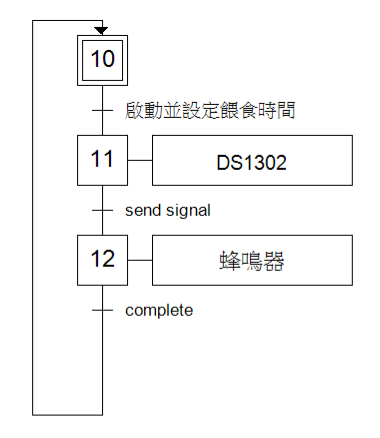 10
啟動並設定餵食時間
11
DS1302
send signal
12
蜂鳴器
complete